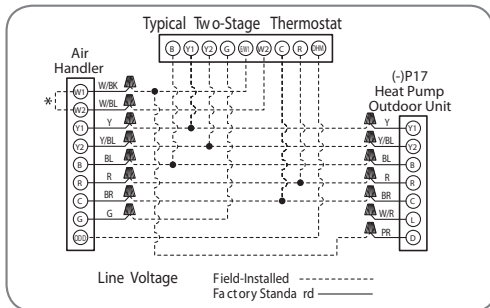 Typical Two-Stage Thermostat
B Y1 Y2 G E/W1 W2 C R DHM
Air
Handler
(-)P17
Heat Pump
Outdoor Unit
*
W1 W/BK
W2 W/BL
Y1 Y Y Y1
Y2 Y/BL Y/BL Y2
B BL BL B
R R R R
C BR BR C
G G W/R L
ODD PR D
Line Voltage
Field-Installed
Factory Standard